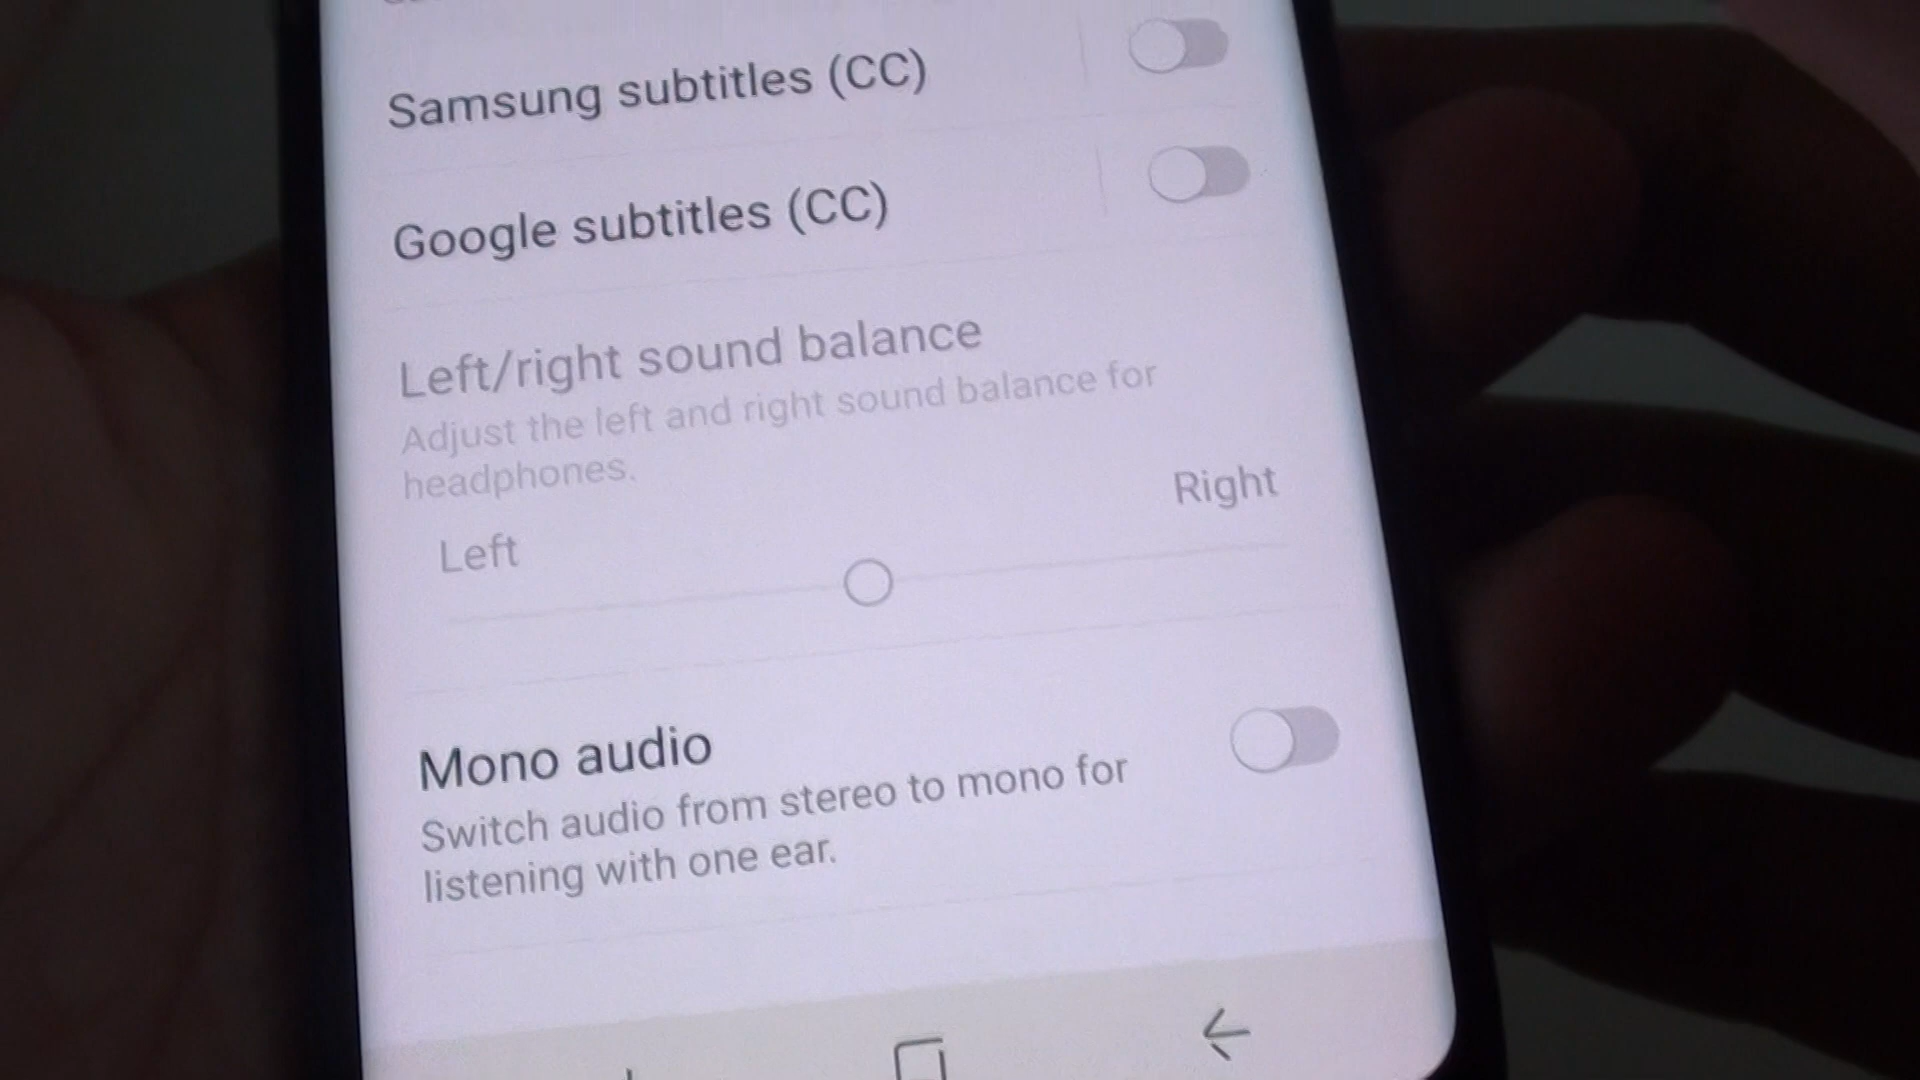 Samsung subtitles (CC)
Google subtitles (CC)
Left/right sound balance
Adjust the left and right sound balance for
headphones.
Left
Right
Mono audio
Switch audio from stereo to mono for
listening with one ear.